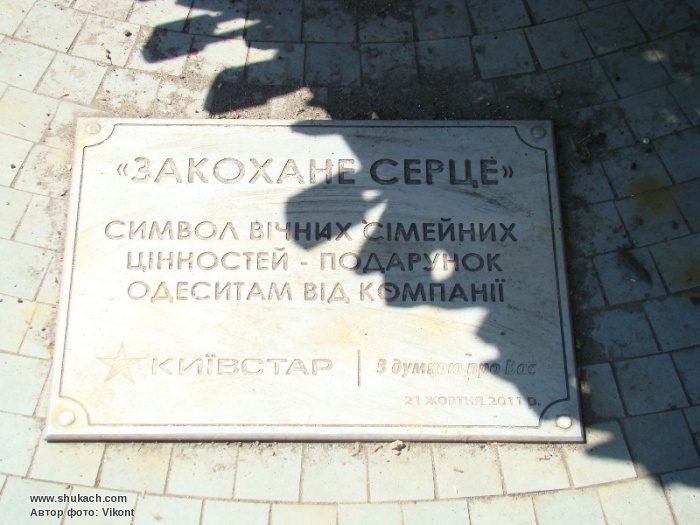 «ЗАКОХАНЕ СЕРЦЕ»
СИМВОЛ ВІЧНИХ СІМЕЙНИХ
ЦІННОСТЕЙ - ПОДАРУНОК
ОДЕСИТАМ ВІД КОМПАНІЇ
КИЇВСТАР | З думкою про Вас
21 ЖОВТНЯ 2011 р.
www.shukach.com
Автор фото: Vikont